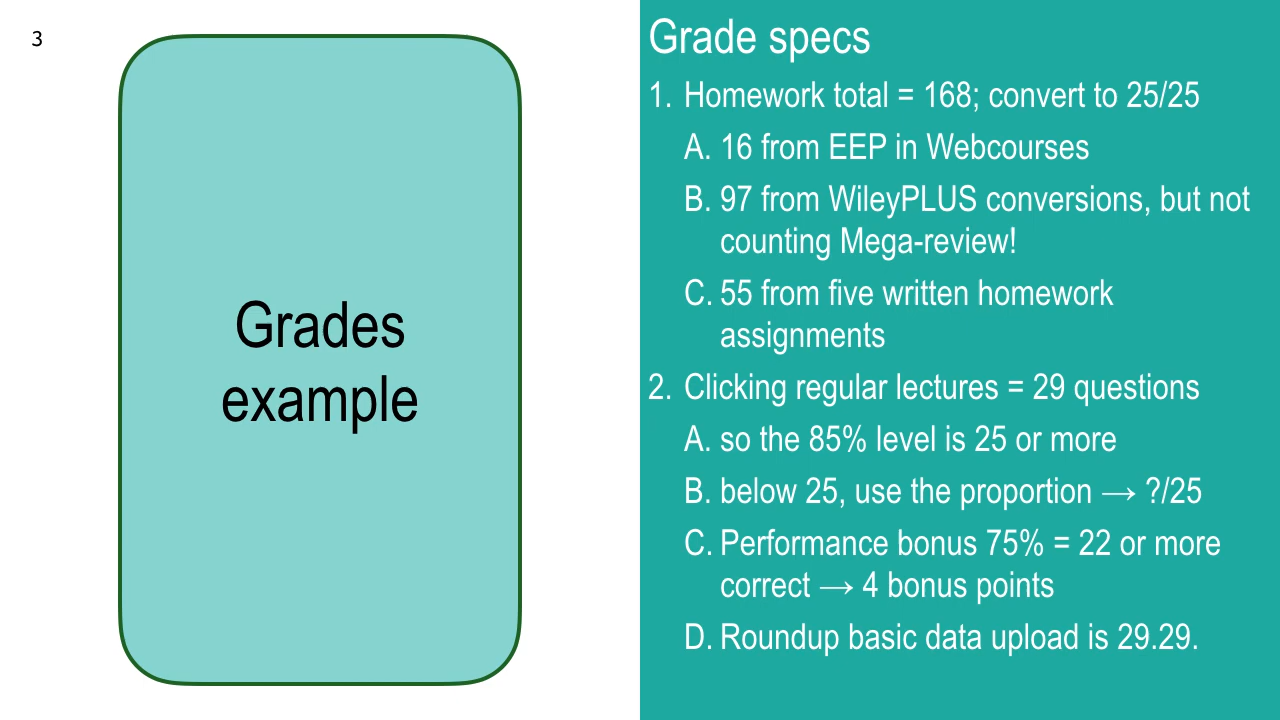 3
Grades
example
Grade specs
1. Homework total = 168; convert to 25/25
A. 16 from EEP in Webcourses
B. 97 from WileyPLUS conversions, but not
counting Mega-review!
C. 55 from five written homework
assignments
2. Clicking regular lectures = 29 questions
A. so the 85% level is 25 or more
B. below 25, use the proportion → ?/25
C. Performance bonus 75% = 22 or more
correct → 4 bonus points
D. Roundup basic data upload is 29.29.